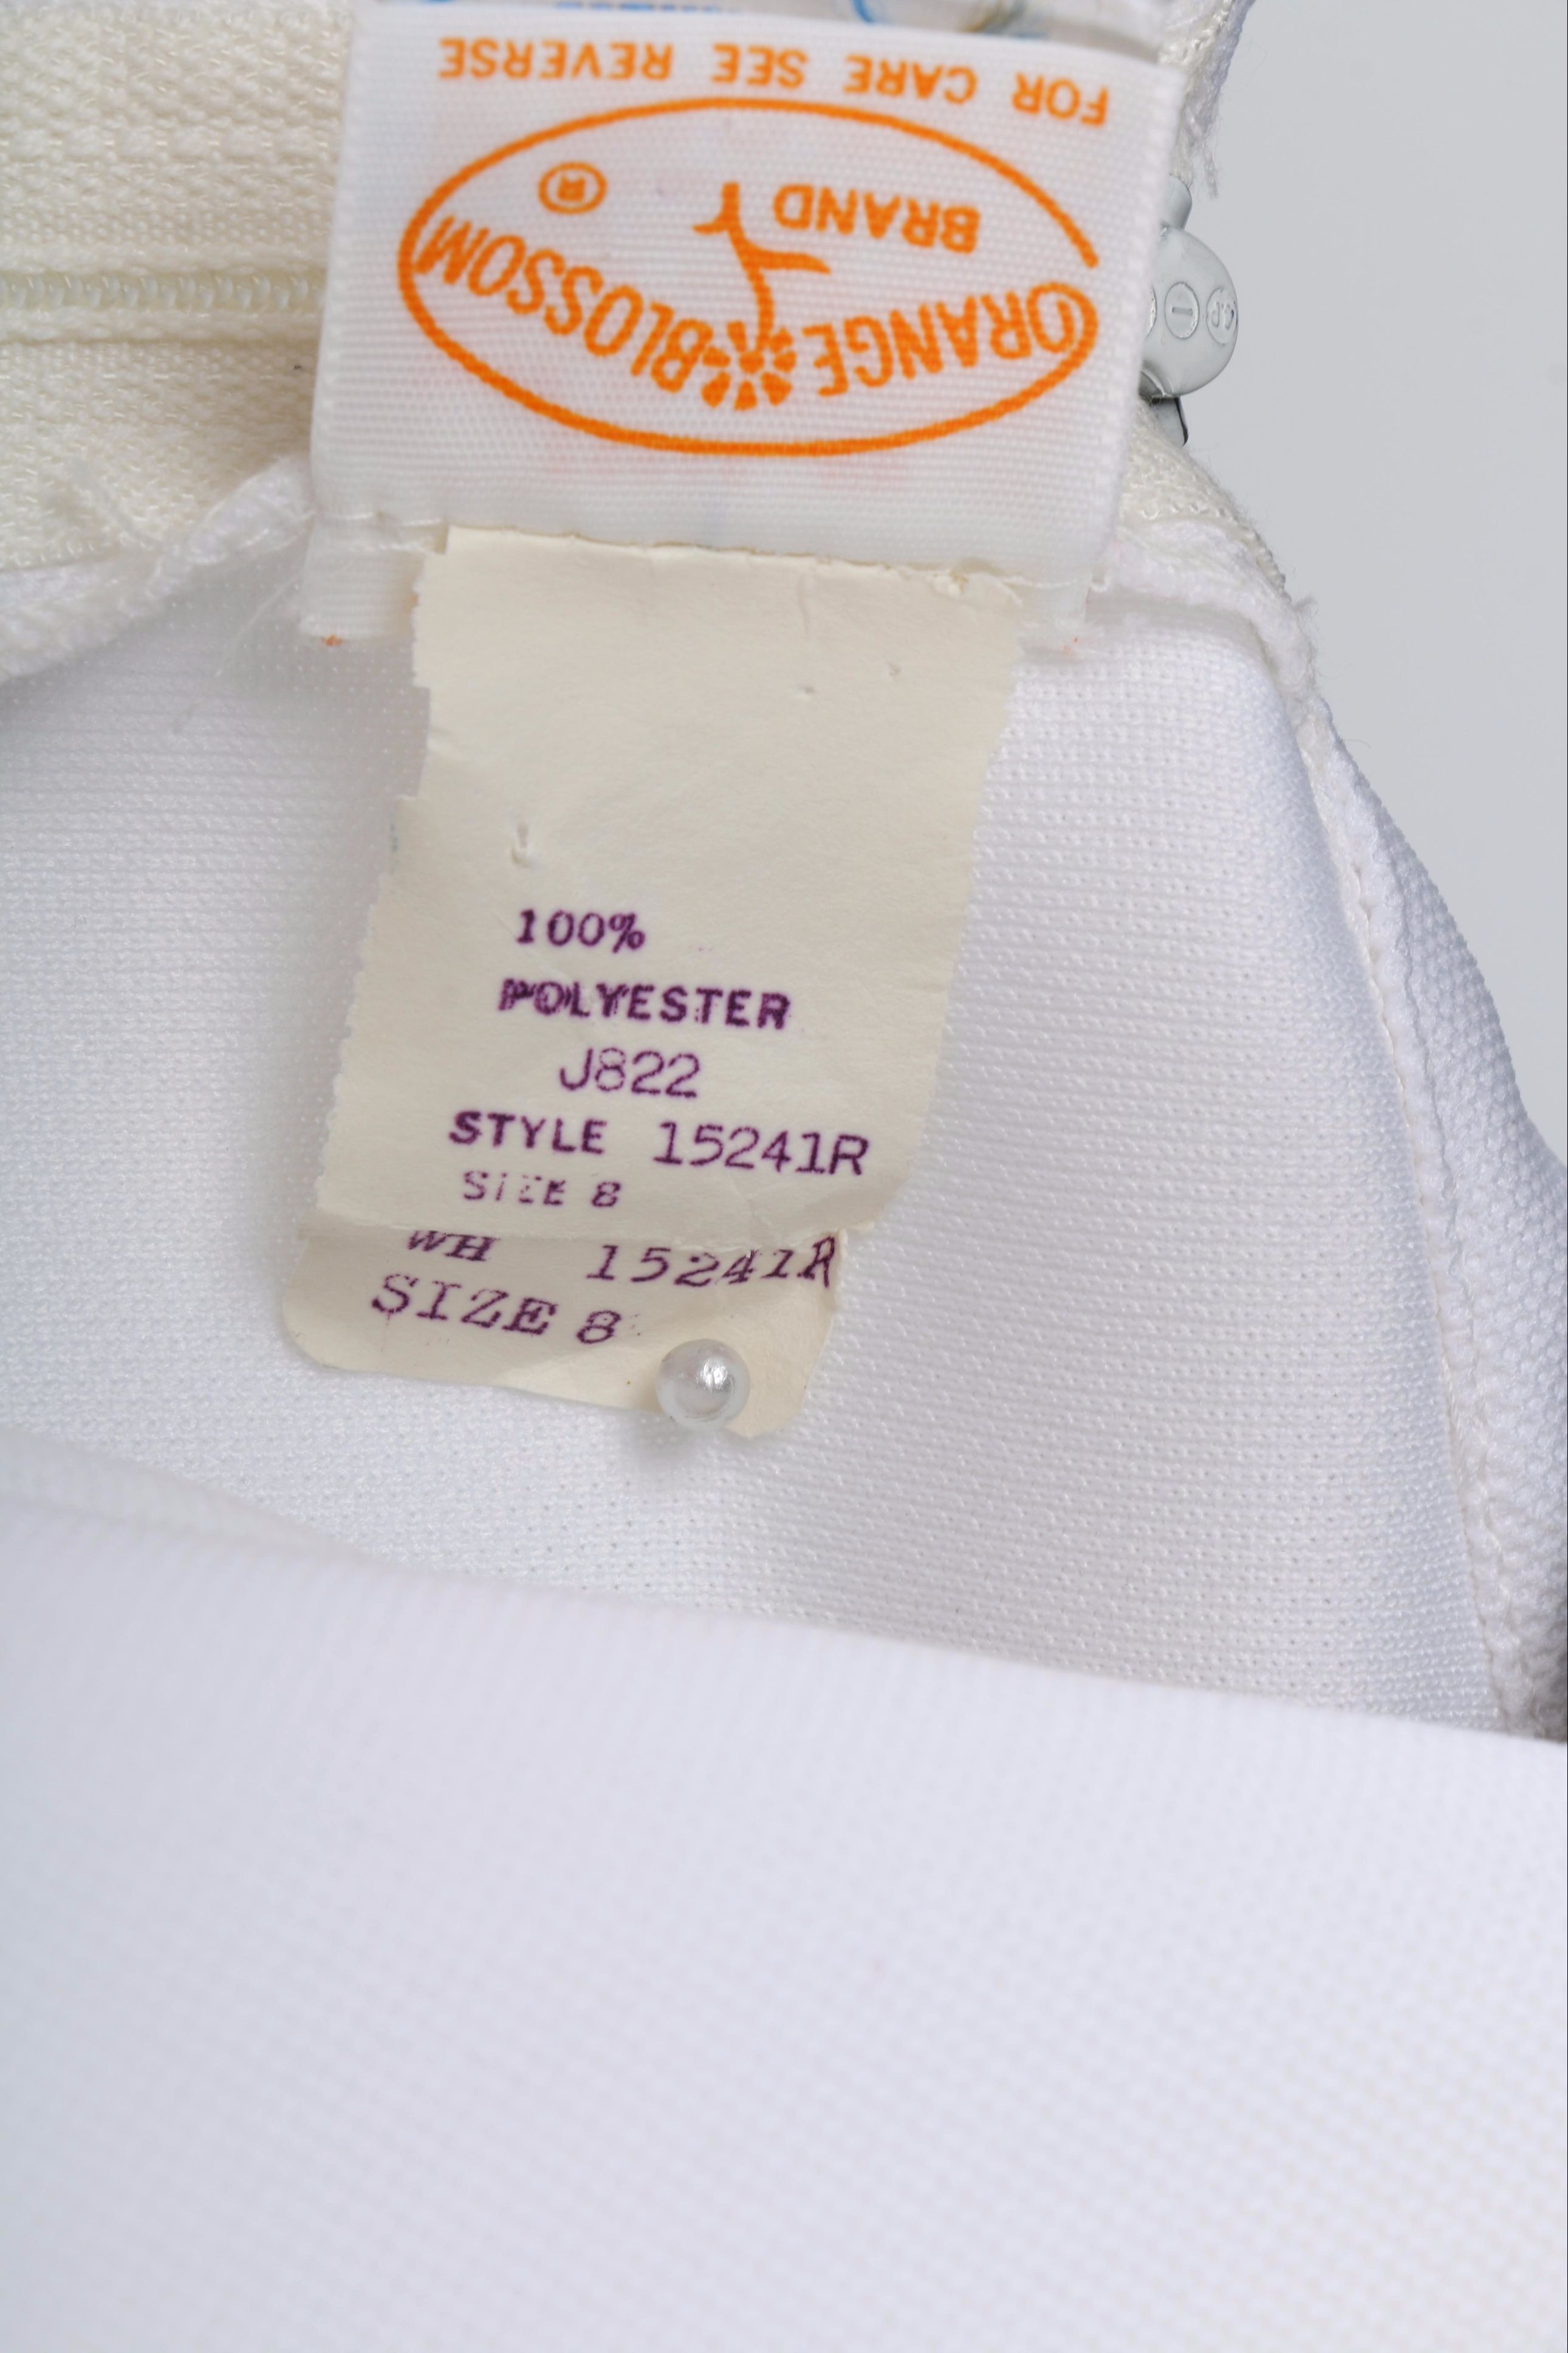 FOR CARE SEE REVERSE
BRAND ®
ORANGE BLOSSOM
100%
POLYESTER
J822
STYLE 15241R
SIZE 8
WH 15241R
SIZE 8